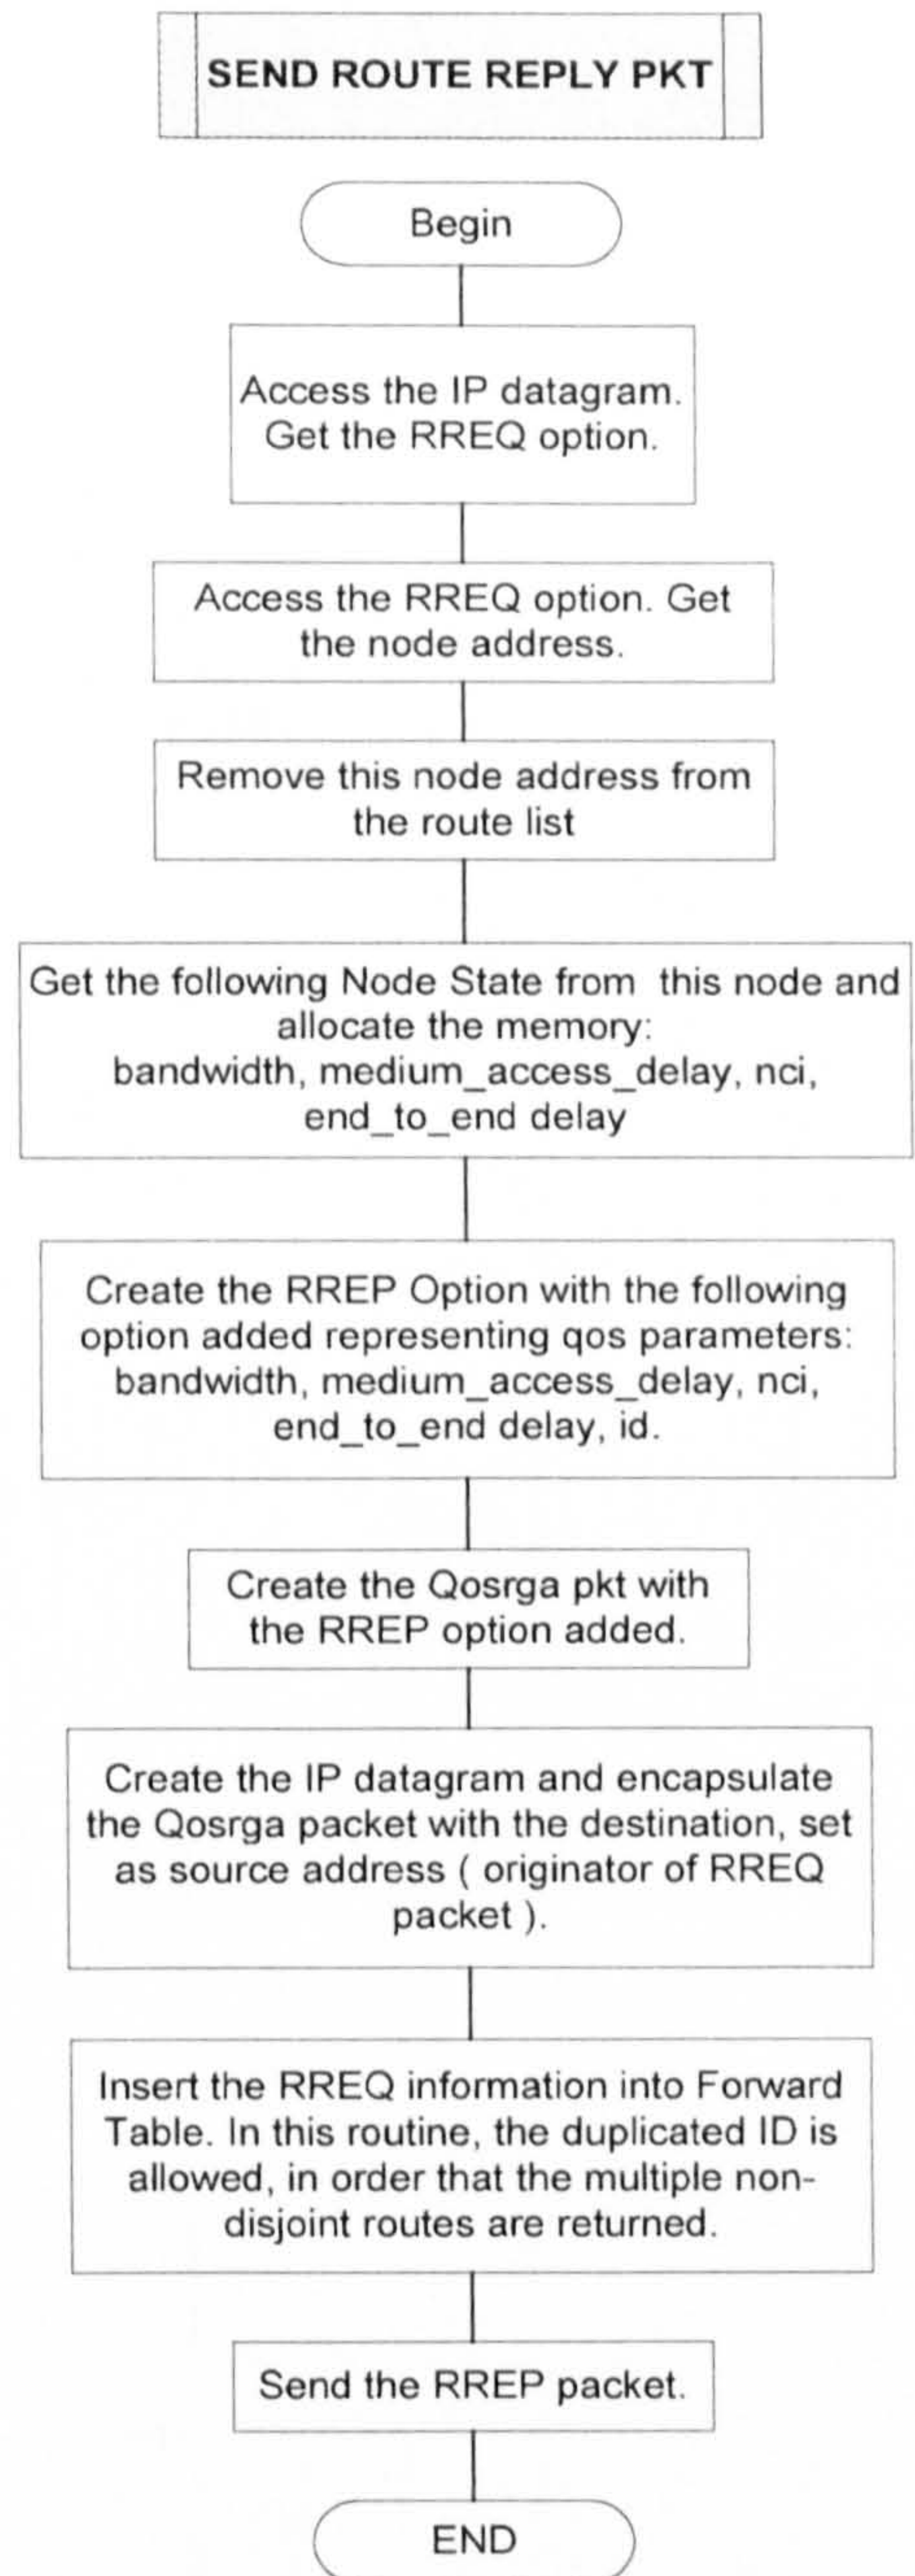 SEND ROUTE REPLY PKT
Begin
Access the IP datagram.
Get the RREQ option.
Access the RREQ option. Get
the node address.
Remove this node address from
the route list
Get the following Node State from this node and
allocate the memory:
bandwidth, medium_access_delay, nci,
end_to_end delay
Create the RREP Option with the following
option added representing qos parameters:
bandwidth, medium_access_delay, nci,
end_to_end delay, id.
Create the Qosrga pkt with
the RREP option added.
Create the IP datagram and encapsulate
the Qosrga packet with the destination, set
as source address ( originator of RREQ
packet ).
Insert the RREQ information into Forward
Table. In this routine, the duplicated ID is
allowed, in order that the multiple non-
disjoint routes are returned.
Send the RREP packet.
END